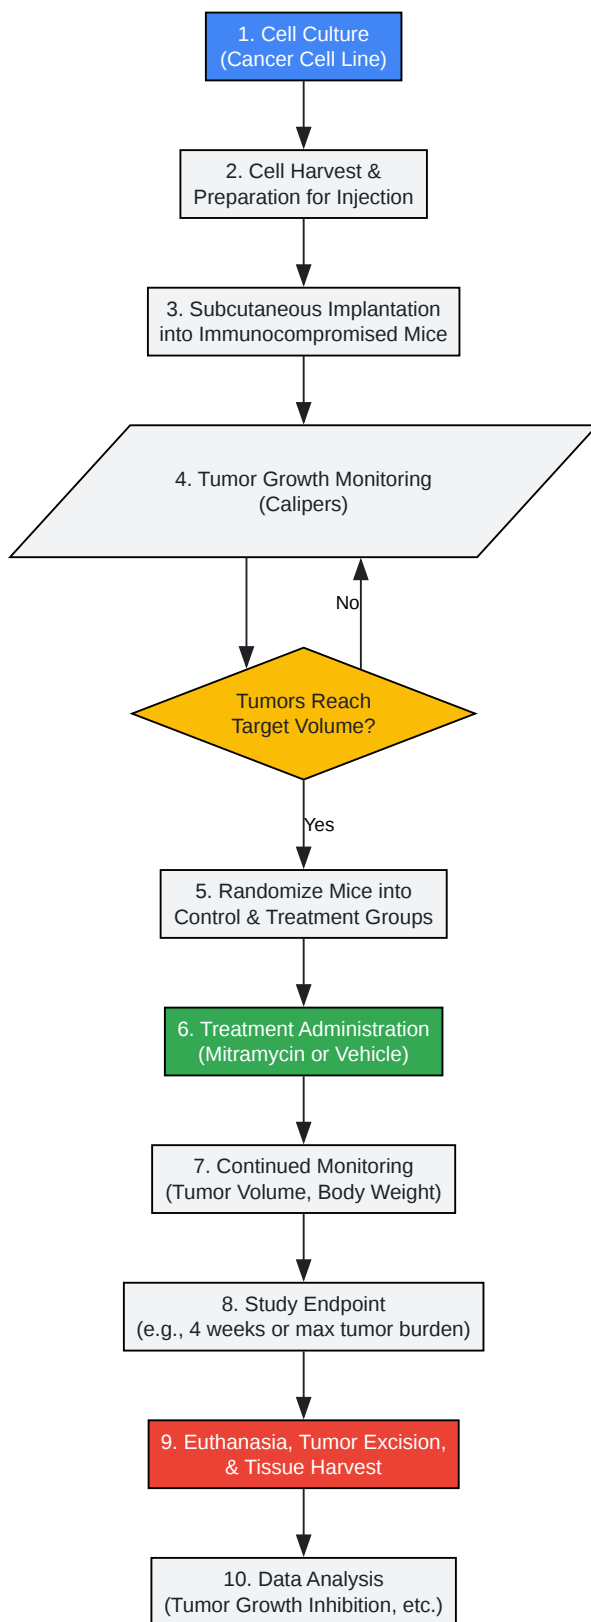 1. Cell Culture
(Cancer Cell Line)
2. Cell Harvest &
Preparation for Injection
3. Subcutaneous Implantation
into Immunocompromised Mice
4. Tumor Growth Monitoring
(Calipers)
No
Tumors Reach
Target Volume?
Yes
5. Randomize Mice into
Control & Treatment Groups
6. Treatment Administration
(Mitramycin or Vehicle)
7. Continued Monitoring
(Tumor Volume, Body Weight)
8. Study Endpoint
(e.g., 4 weeks or max tumor burden)
9. Euthanasia, Tumor Excision,
& Tissue Harvest
10. Data Analysis
(Tumor Growth Inhibition, etc.)